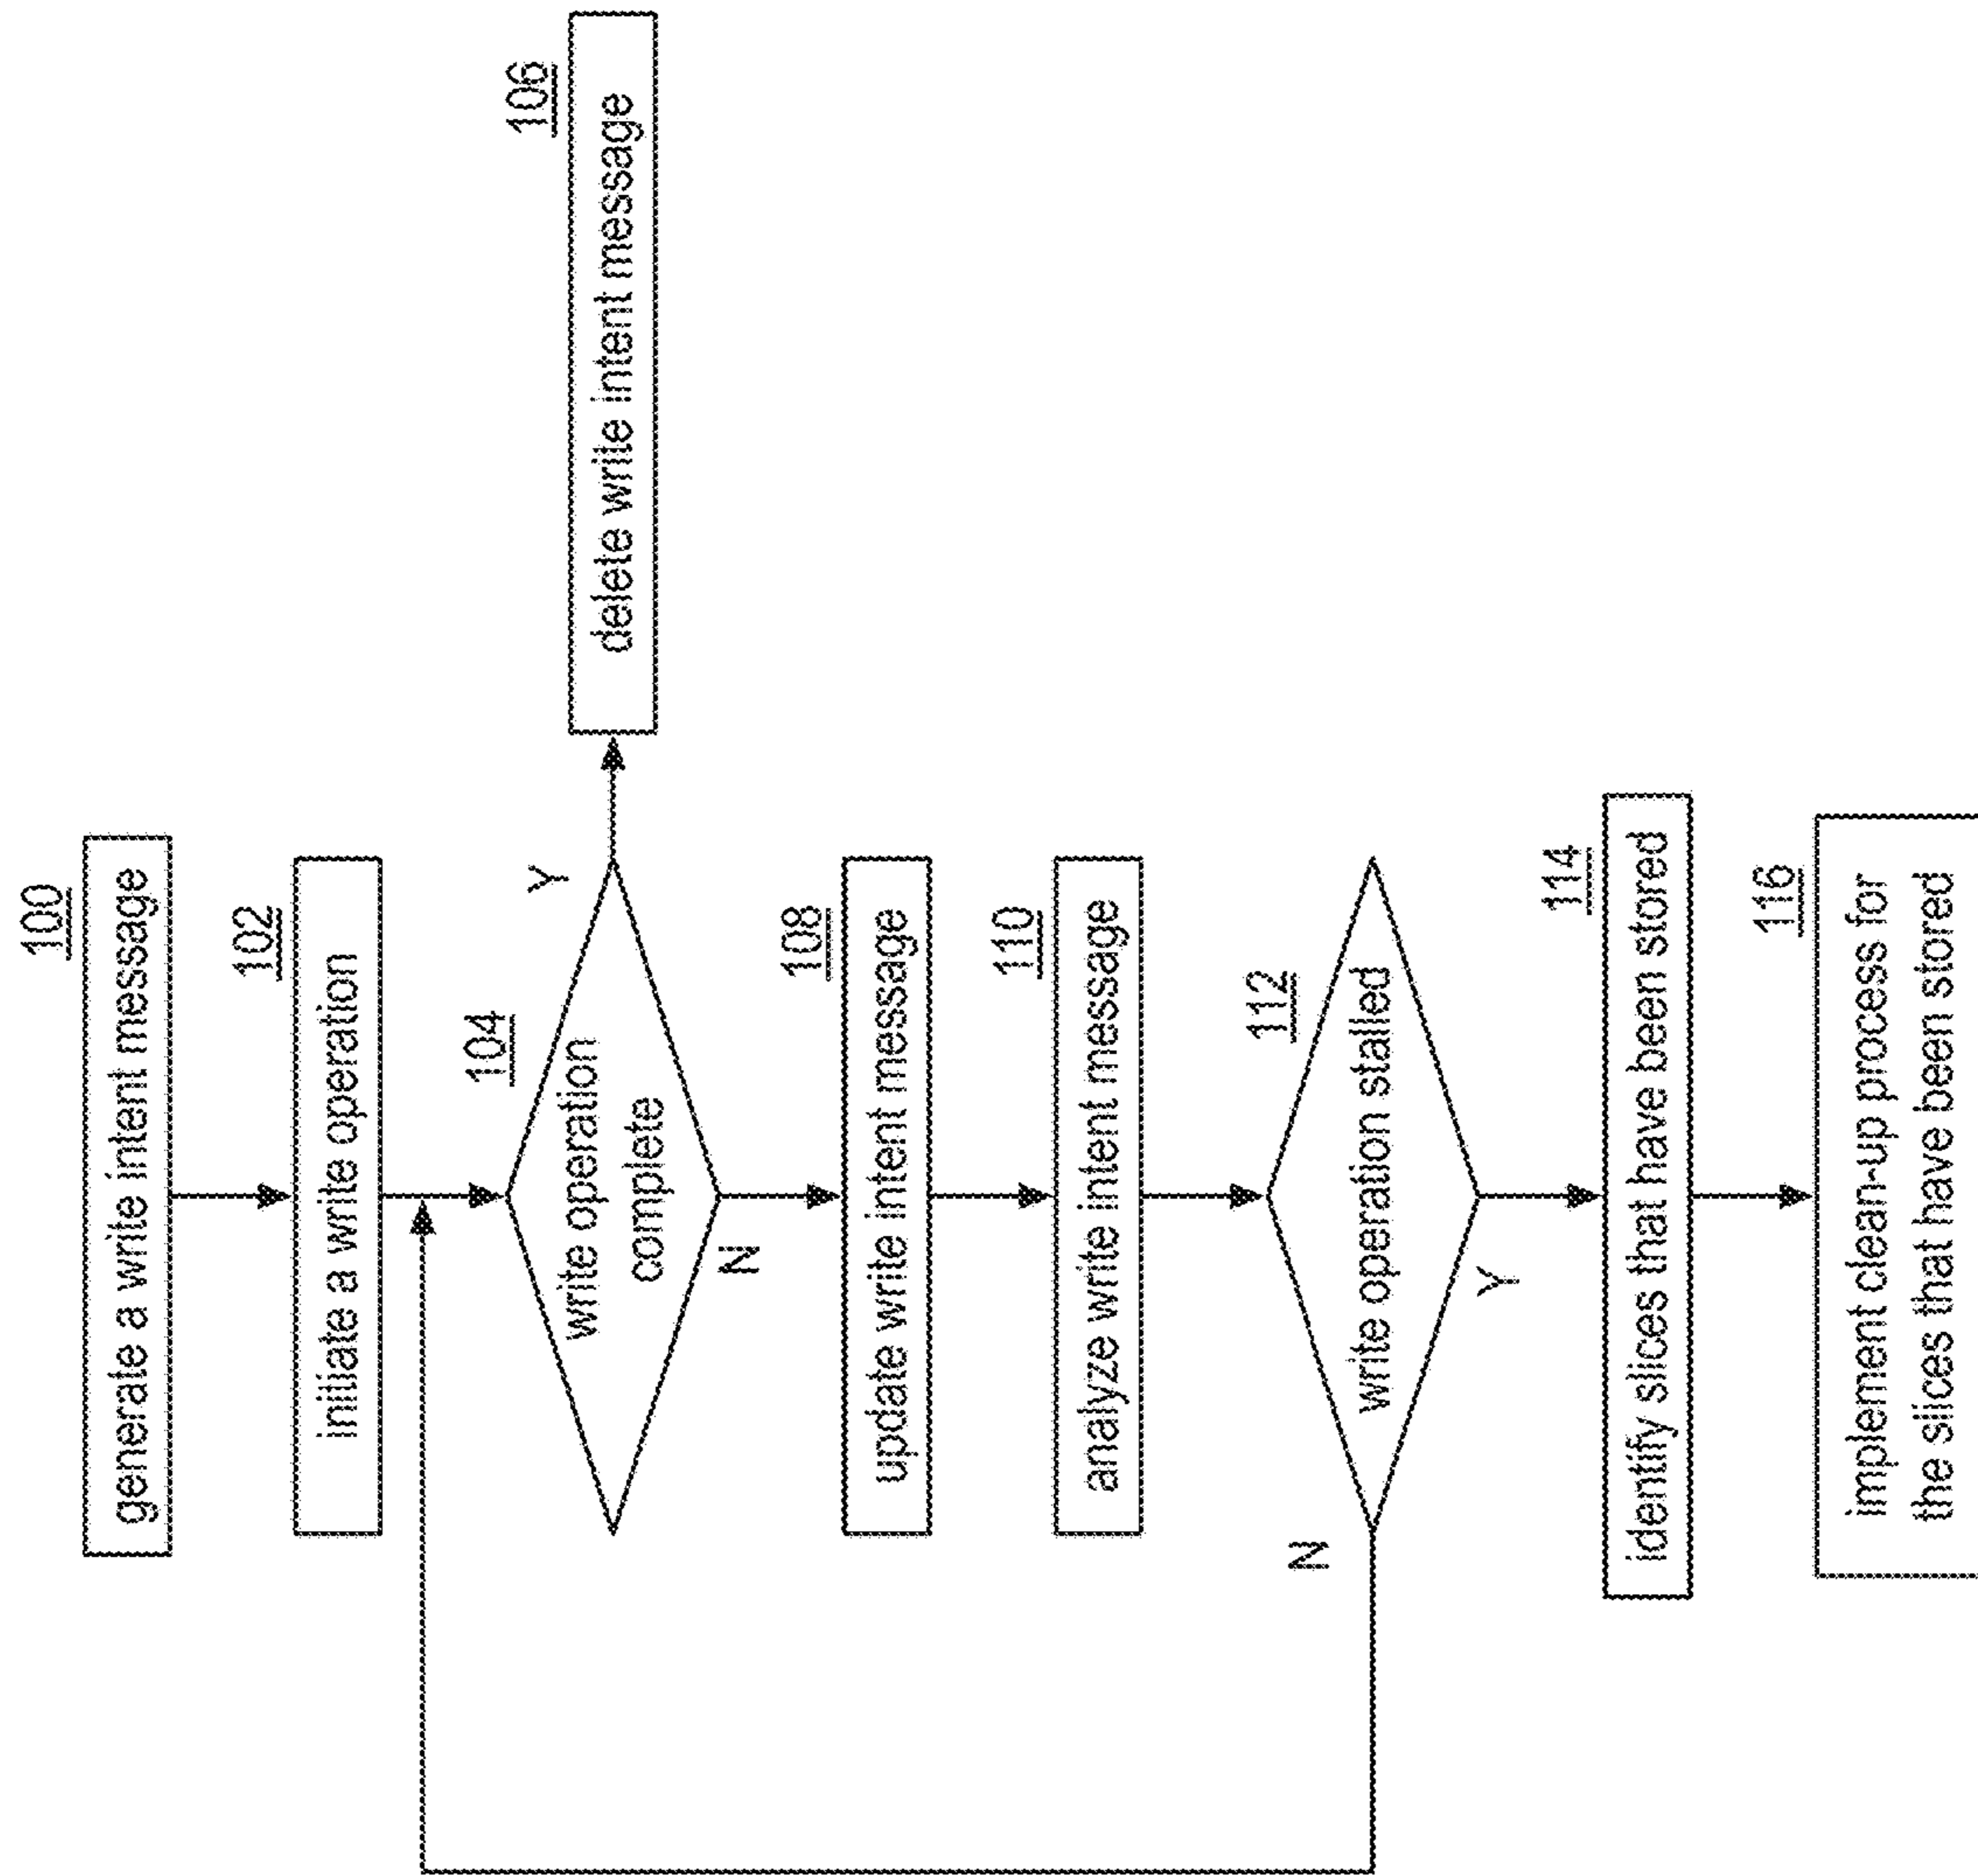 100
generate a write intent message
102
initiate a write operation
104
write operation
complete
Y
N
106
delete write intent message
108
update write intent message
110
analyze write intent message
112
write operation stalled
N
Y
114
identify slices that have been stored
116
implement clean-up process for
the slices that have been stored